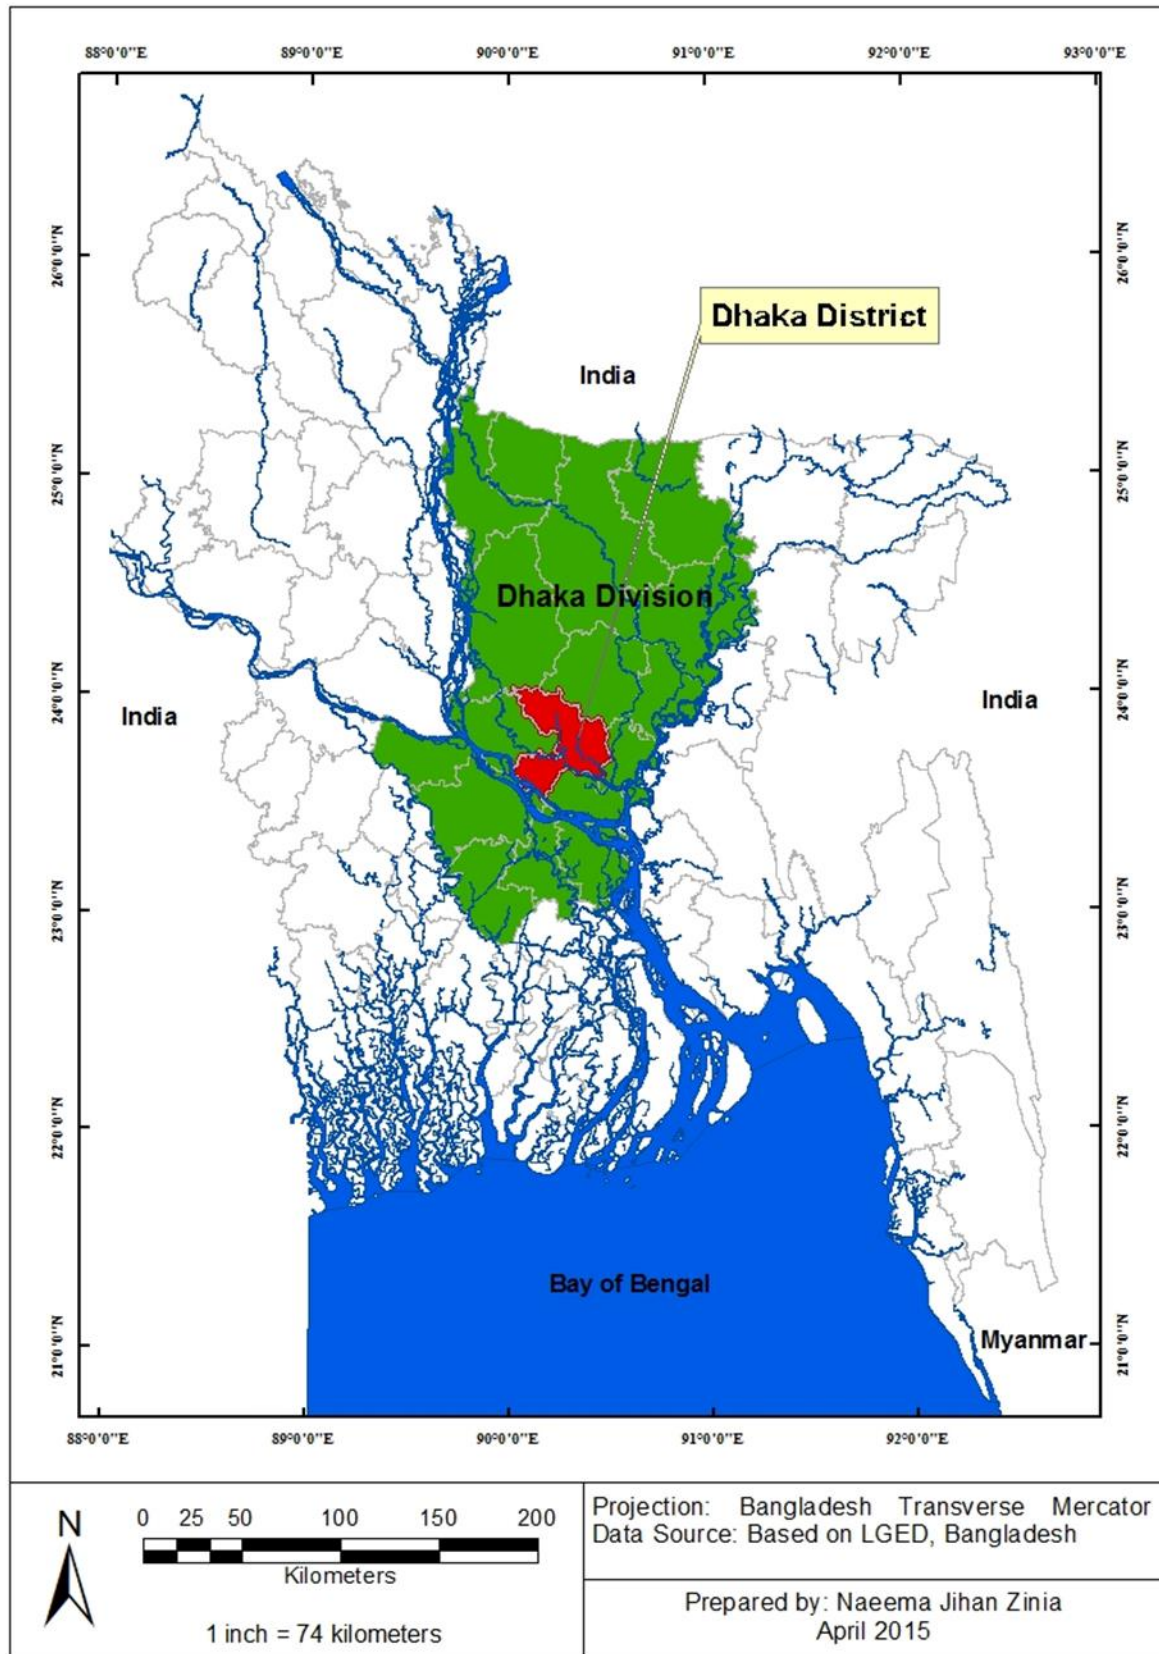 88°0'0"E 89°0'0"E 90°0'0"E 91°0'0"E 92°0'0"E 93°0'0"E
26°0'0"N
26°0'0"N
Dhaka District
India
25°0'0"N
25°0'0"N
Dhaka Division
24°0'0"N
India
India
24°0'0"N
23°0'0"N
23°0'0"N
22°0'0"N
22°0'0"N
Bay of Bengal
21°0'0"N
Myanmar
21°0'0"N
88°0'0"E 89°0'0"E 90°0'0"E 91°0'0"E 92°0'0"E
N
0 25 50 100 150 200
Kilometers
1 inch = 74 kilometers
Projection: Bangladesh Transverse Mercator
Data Source: Based on LGED, Bangladesh
Prepared by: Naeema Jihan Zinia
April 2015